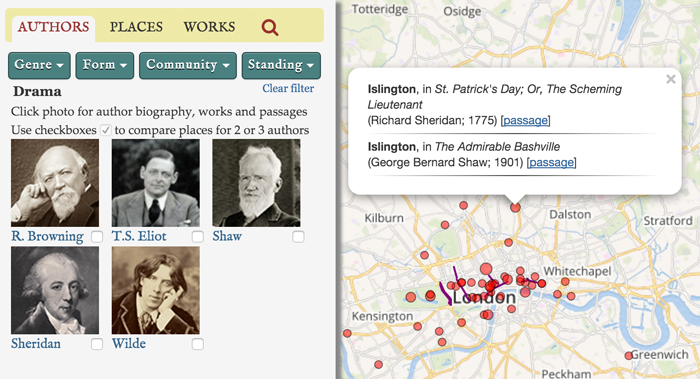 AUTHORS PLACES WORKS
Genre Form Community Standing
Drama Clear filter
Click photo for author biography, works and passages
Use checkboxes to compare places for 2 or 3 authors
R. Browning T.S. Eliot Shaw
Sheridan Wilde
Totteridge Osidge
Islington, in St. Patrick's Day; Or, The Scheming
Lieutenant
(Richard Sheridan; 1775) [passage]
Islington, in The Admirable Bashville
(George Bernard Shaw; 1901) [passage]
Kilburn Dalston Stratford
Whitechapel
London
Kensington
Greenwich
Peckham